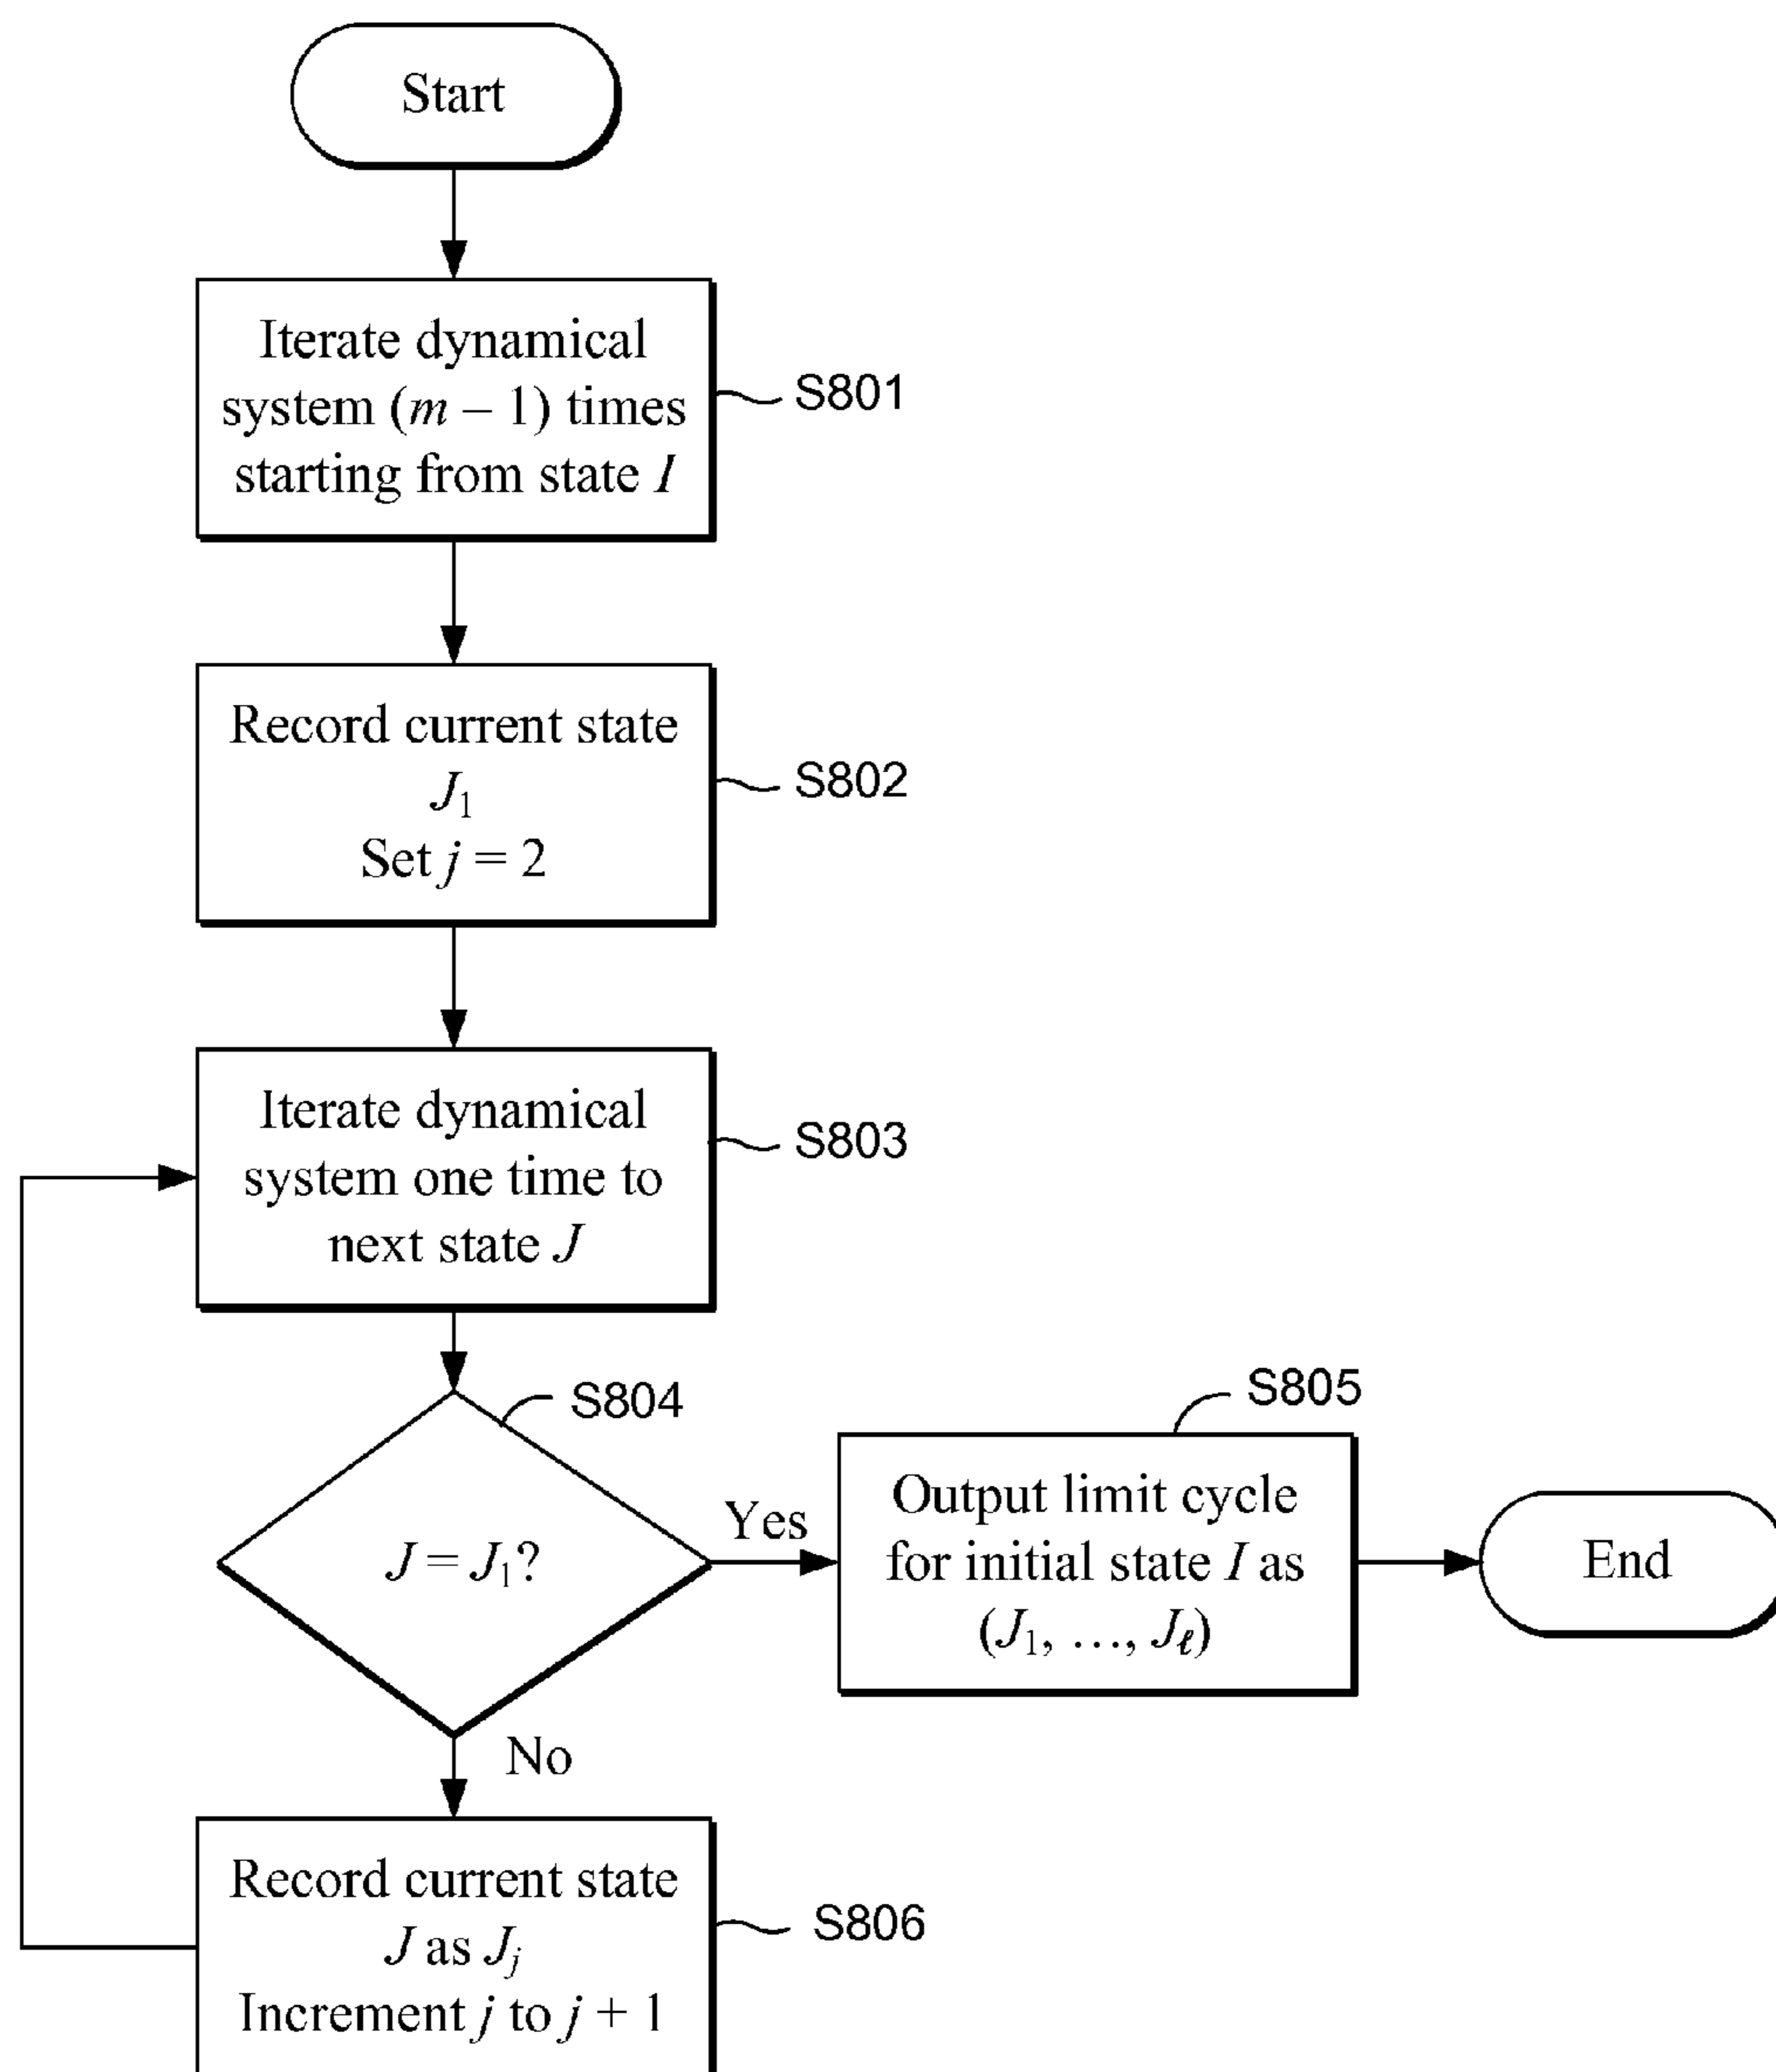 Start
Iterate dynamical
system (m – 1) times
starting from state I
S801
Record current state
J₁
Set j = 2
S802
Iterate dynamical
system one time to
next state J
S803
S804
J = J₁?
Yes
S805
Output limit cycle
for initial state I as
(J₁, …, Jℓ)
End
No
Record current state
J as Jⱼ
Increment j to j + 1
S806